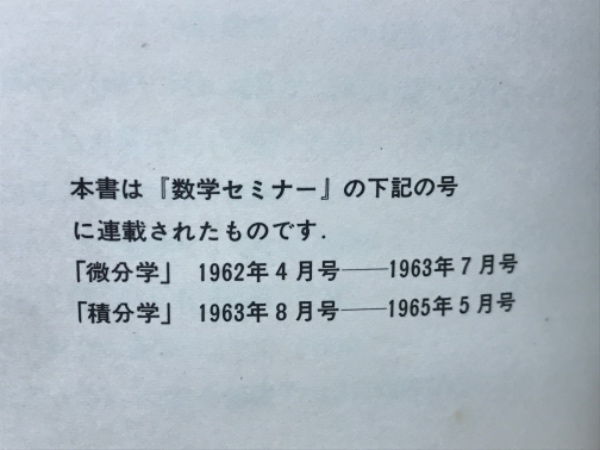 本書は『数学セミナー』の下記の号
に連載されたものです.
「微分学」 1962年4月号──1963年7月号
「積分学」 1963年8月号──1965年5月号